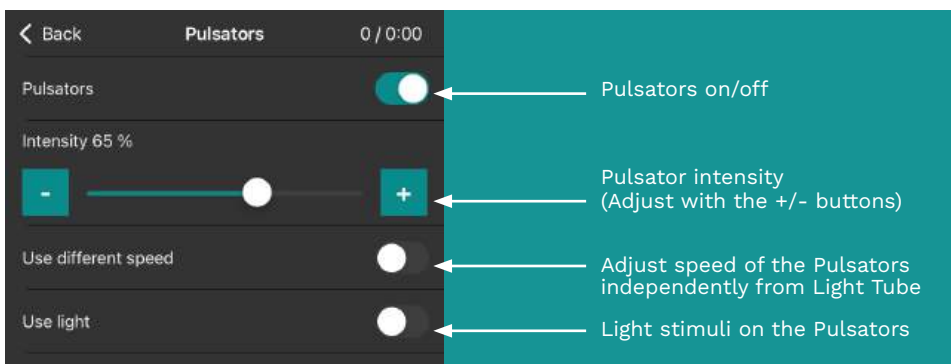 Back Pulsators 0 / 0:00
Pulsators
Pulsators on/off
Intensity 65 %
- +
Pulsator intensity
(Adjust with the +/- buttons)
Use different speed
Adjust speed of the Pulsators
independently from Light Tube
Use light
Light stimuli on the Pulsators